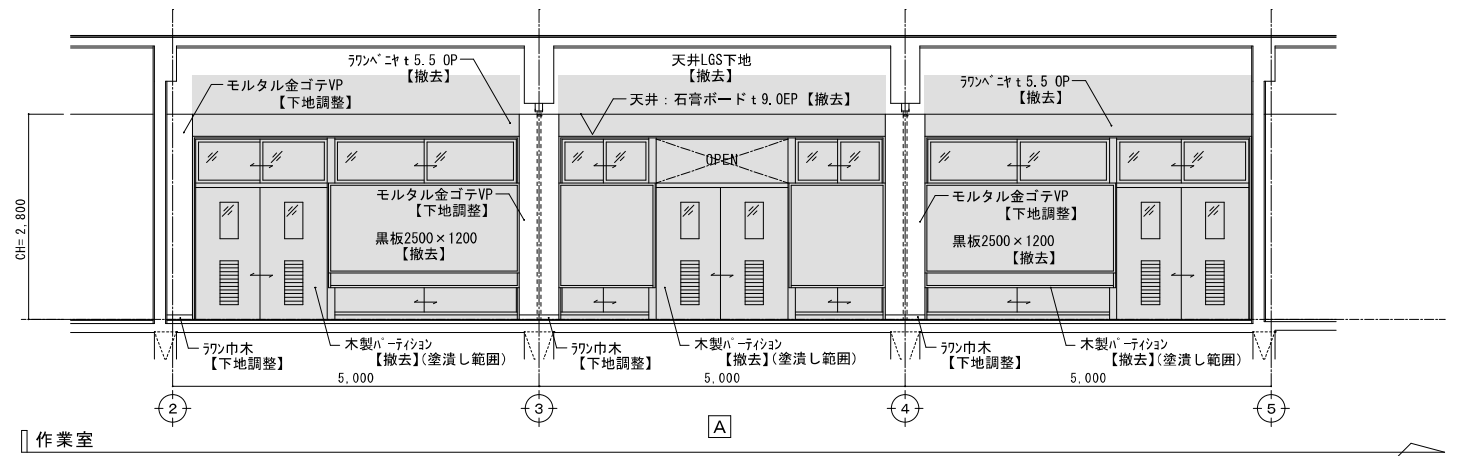 ﾗﾜﾝﾍﾞﾆﾔt5.5 OP
【撤去】
天井LGS下地
【撤去】
ﾗﾜﾝﾍﾞﾆﾔt5.5 OP
【撤去】
モルタル金ゴテVP
【下地調整】
天井：石膏ボードt9.0EP【撤去】
OPEN
CH=2,800
モルタル金ゴテVP
【下地調整】
黒板2500×1200
【撤去】
モルタル金ゴテVP
【下地調整】
黒板2500×1200
【撤去】
ﾗﾜﾝ巾木
【下地調整】
木製ﾊﾟｰﾃｨｼｮﾝ
【撤去】(塗潰し範囲)
ﾗﾜﾝ巾木
【下地調整】
木製ﾊﾟｰﾃｨｼｮﾝ
【撤去】(塗潰し範囲)
ﾗﾜﾝ巾木
【下地調整】
木製ﾊﾟｰﾃｨｼｮﾝ
【撤去】(塗潰し範囲)
5,000
5,000
5,000
2
3
4
5
A
作業室